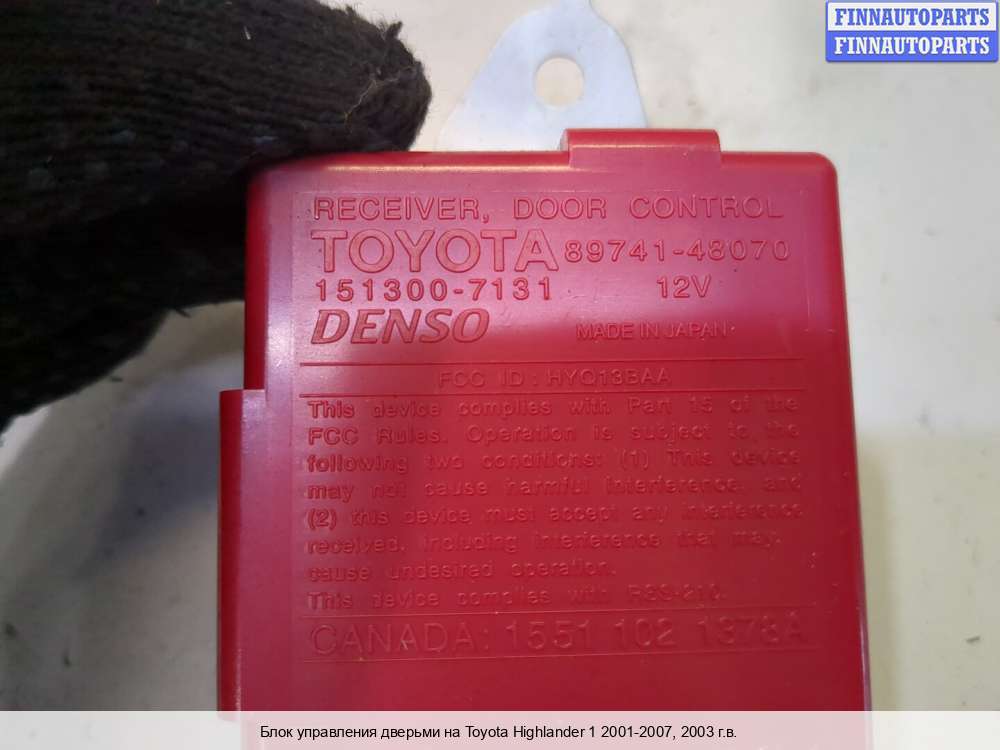 FINNAUTOPARTS
FINNAUTOPARTS
RECEIVER, DOOR CONTROL
TOYOTA 89741-48070
151300-7131 12V
DENSO MADE IN JAPAN
FCC ID : HYQ13BAA
This device complies with Part 15 of the
FCC Rules. Operation is subject to the
following two conditions: (1) This device
may not cause harmful interference, and
(2) this device must accept any interference
received, including interference that may
cause undesired operation.
This device complies with RSS-210.
CANADA: 1551 102 1378A
Блок управления дверьми на Toyota Highlander 1 2001-2007, 2003 г.в.